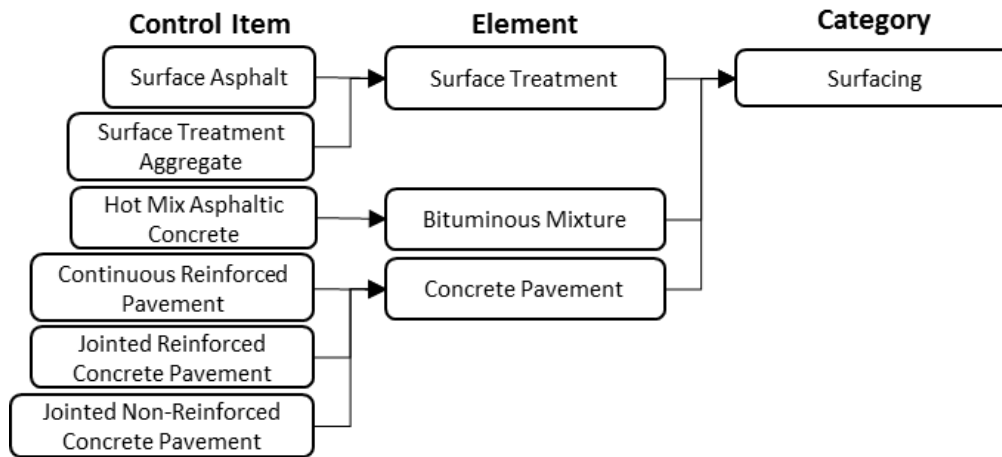 Control Item
Element
Category
Surface Asphalt
Surface Treatment
Surfacing
Surface Treatment
Aggregate
Hot Mix Asphaltic
Concrete
Bituminous Mixture
Continuous Reinforced
Pavement
Concrete Pavement
Jointed Reinforced
Concrete Pavement
Jointed Non-Reinforced
Concrete Pavement